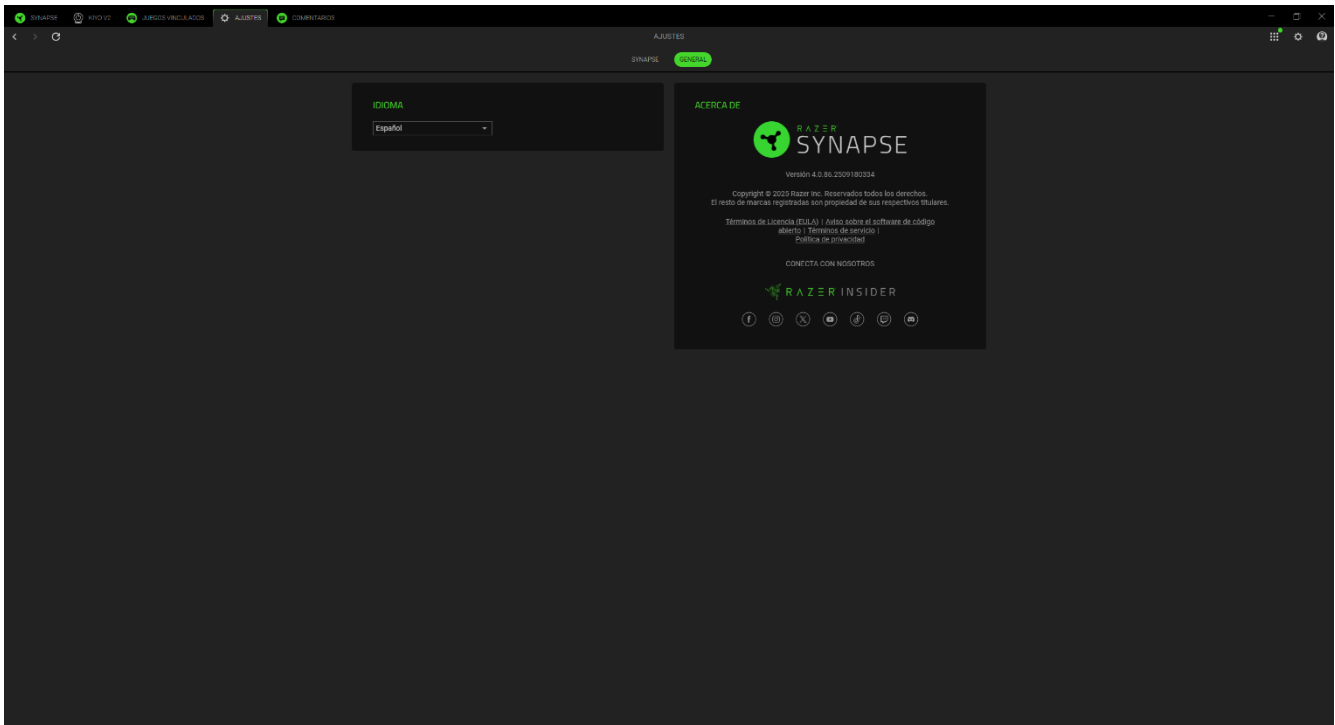 SYNAPSE KIYO V2 JUEGOS VINCULADOS AJUSTES COMENTARIOS
AJUSTES
SYNAPSE GENERAL
IDIOMA
Español
ACERCA DE
RAZER
SYNAPSE
Versión 4.0.86.2509180334
Copyright © 2025 Razer Inc. Reservados todos los derechos.
El resto de marcas registradas son propiedad de sus respectivos titulares.
Términos de Licencia (EULA) | Aviso sobre el software de código
abierto | Términos de servicio |
Política de privacidad
CONECTA CON NOSOTROS
RAZER INSIDER